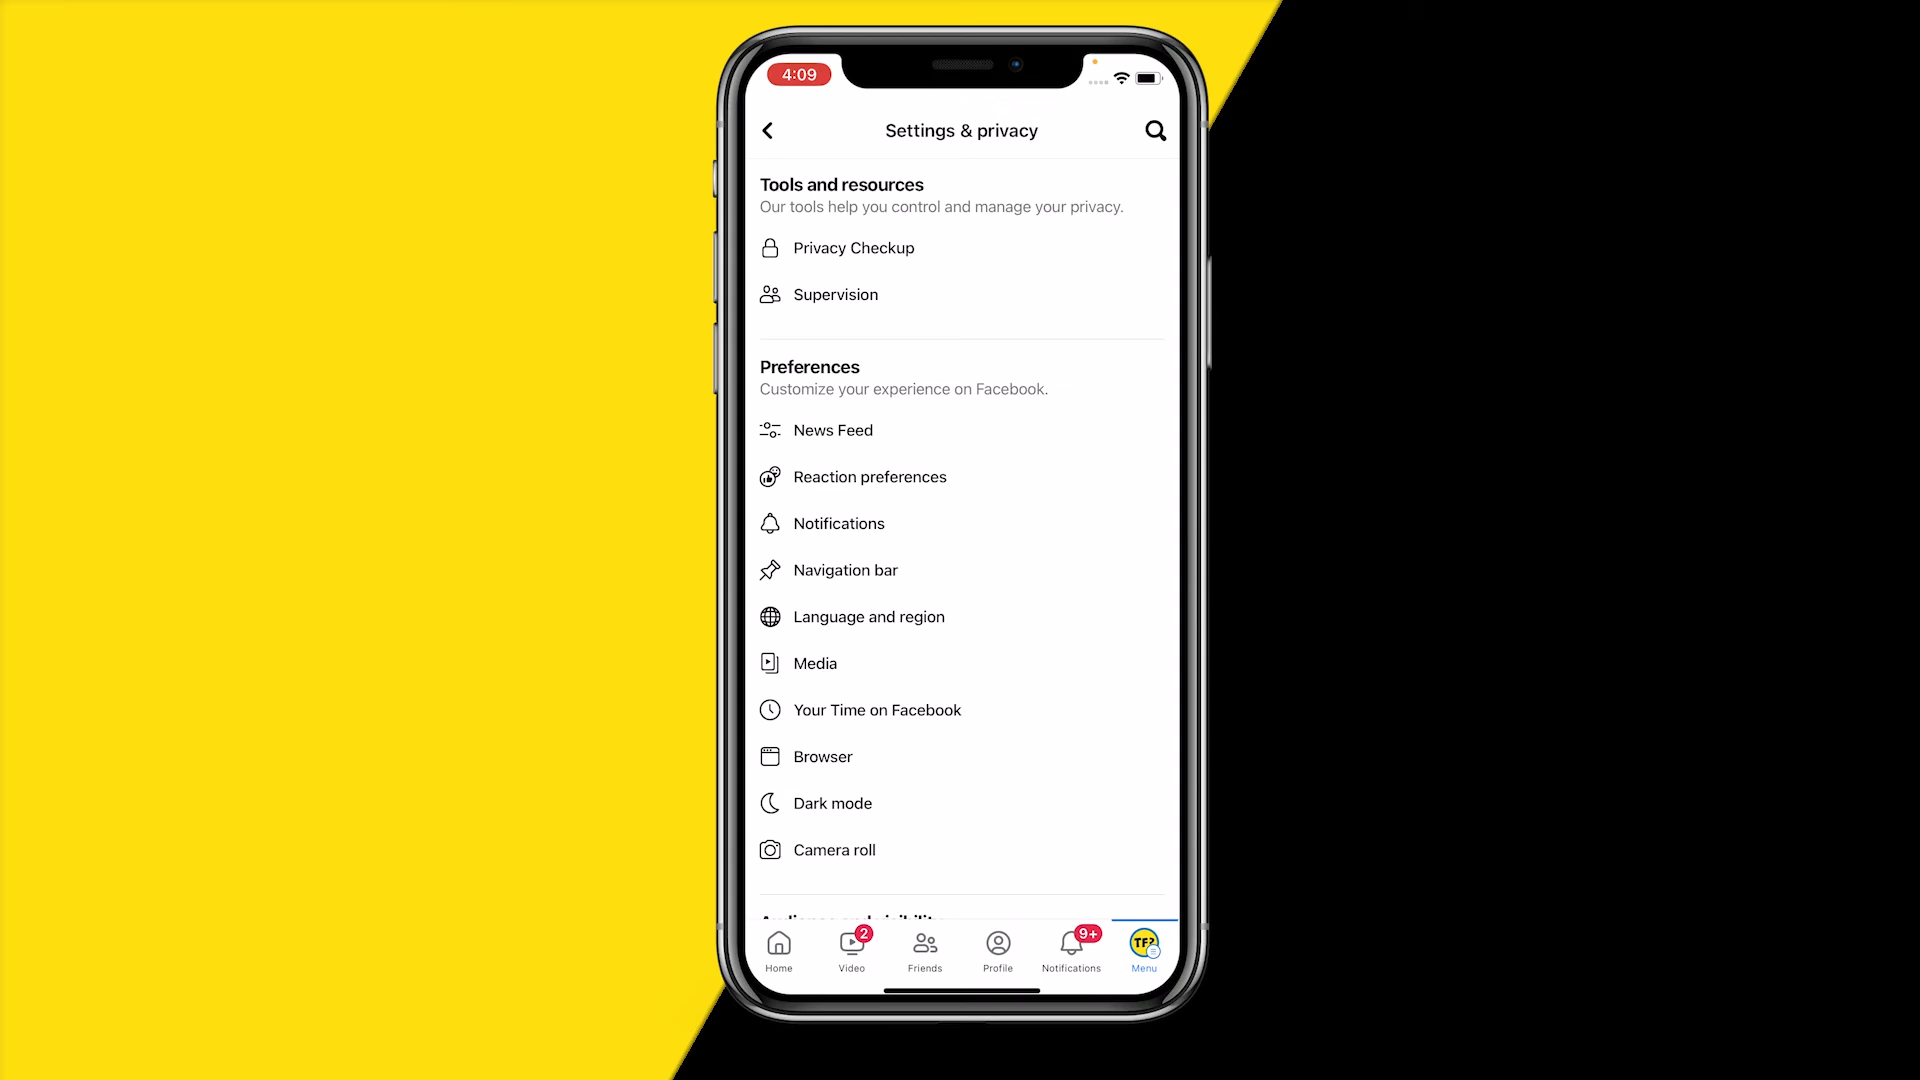 4:09
Settings & privacy
Tools and resources
Our tools help you control and manage your privacy.
Privacy Checkup
Supervision
Preferences
Customize your experience on Facebook.
News Feed
Reaction preferences
Notifications
Navigation bar
Language and region
Media
Your Time on Facebook
Browser
Dark mode
Camera roll
2
9+
TF?
Home
Video
Friends
Profile
Notifications
Menu